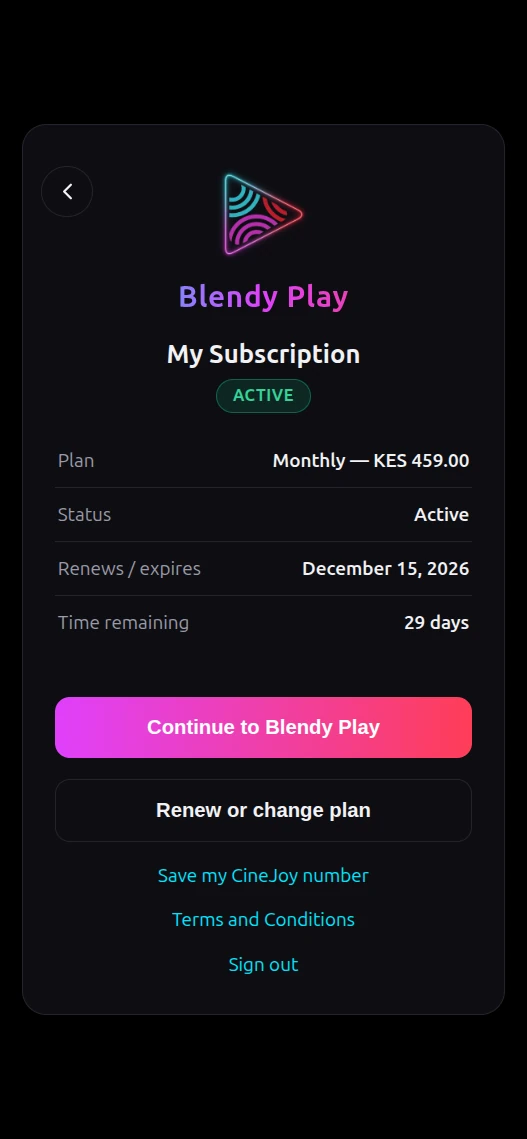 Blendy Play
My Subscription
ACTIVE
Plan Monthly — KES 459.00
Status Active
Renews / expires December 15, 2026
Time remaining 29 days
Continue to Blendy Play
Renew or change plan
Save my CineJoy number
Terms and Conditions
Sign out